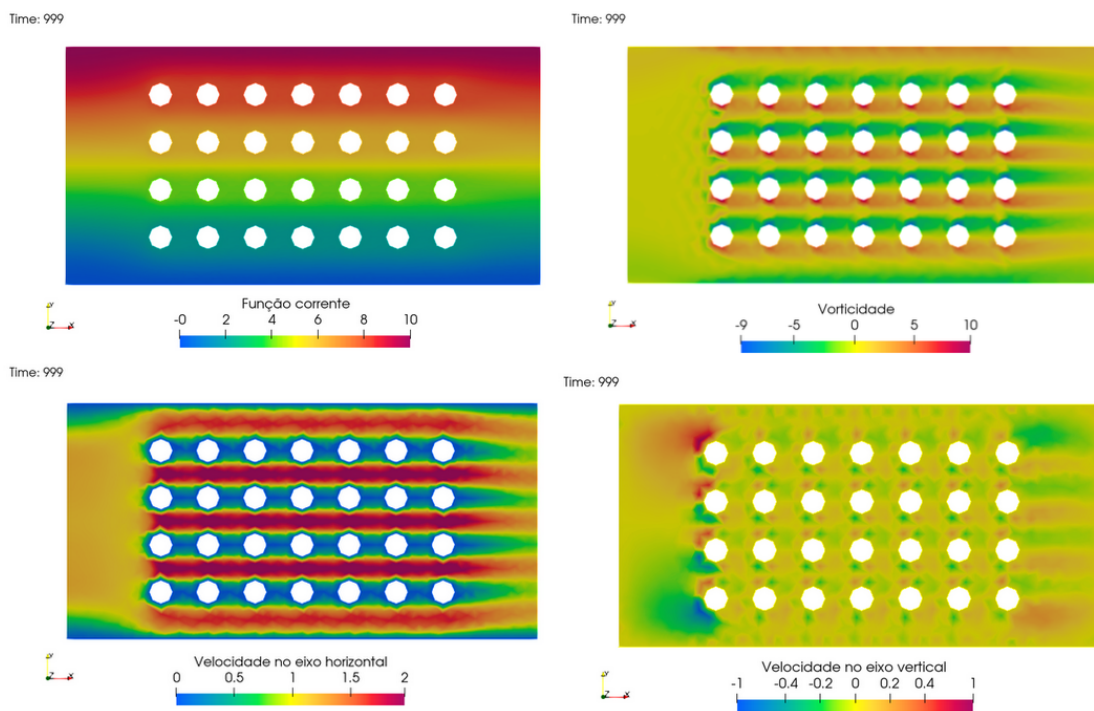 Time: 999
Time: 999
Função corrente
-0 2 4 6 8 10
Y
Z X
Vorticidade
-9 -5 0 5 10
Y
Z X
Time: 999
Time: 999
Velocidade no eixo horizontal
0 0.5 1 1.5 2
Y
Z X
Velocidade no eixo vertical
-1 -0.4 -0.2 0 0.2 0.4 1
Y
Z X